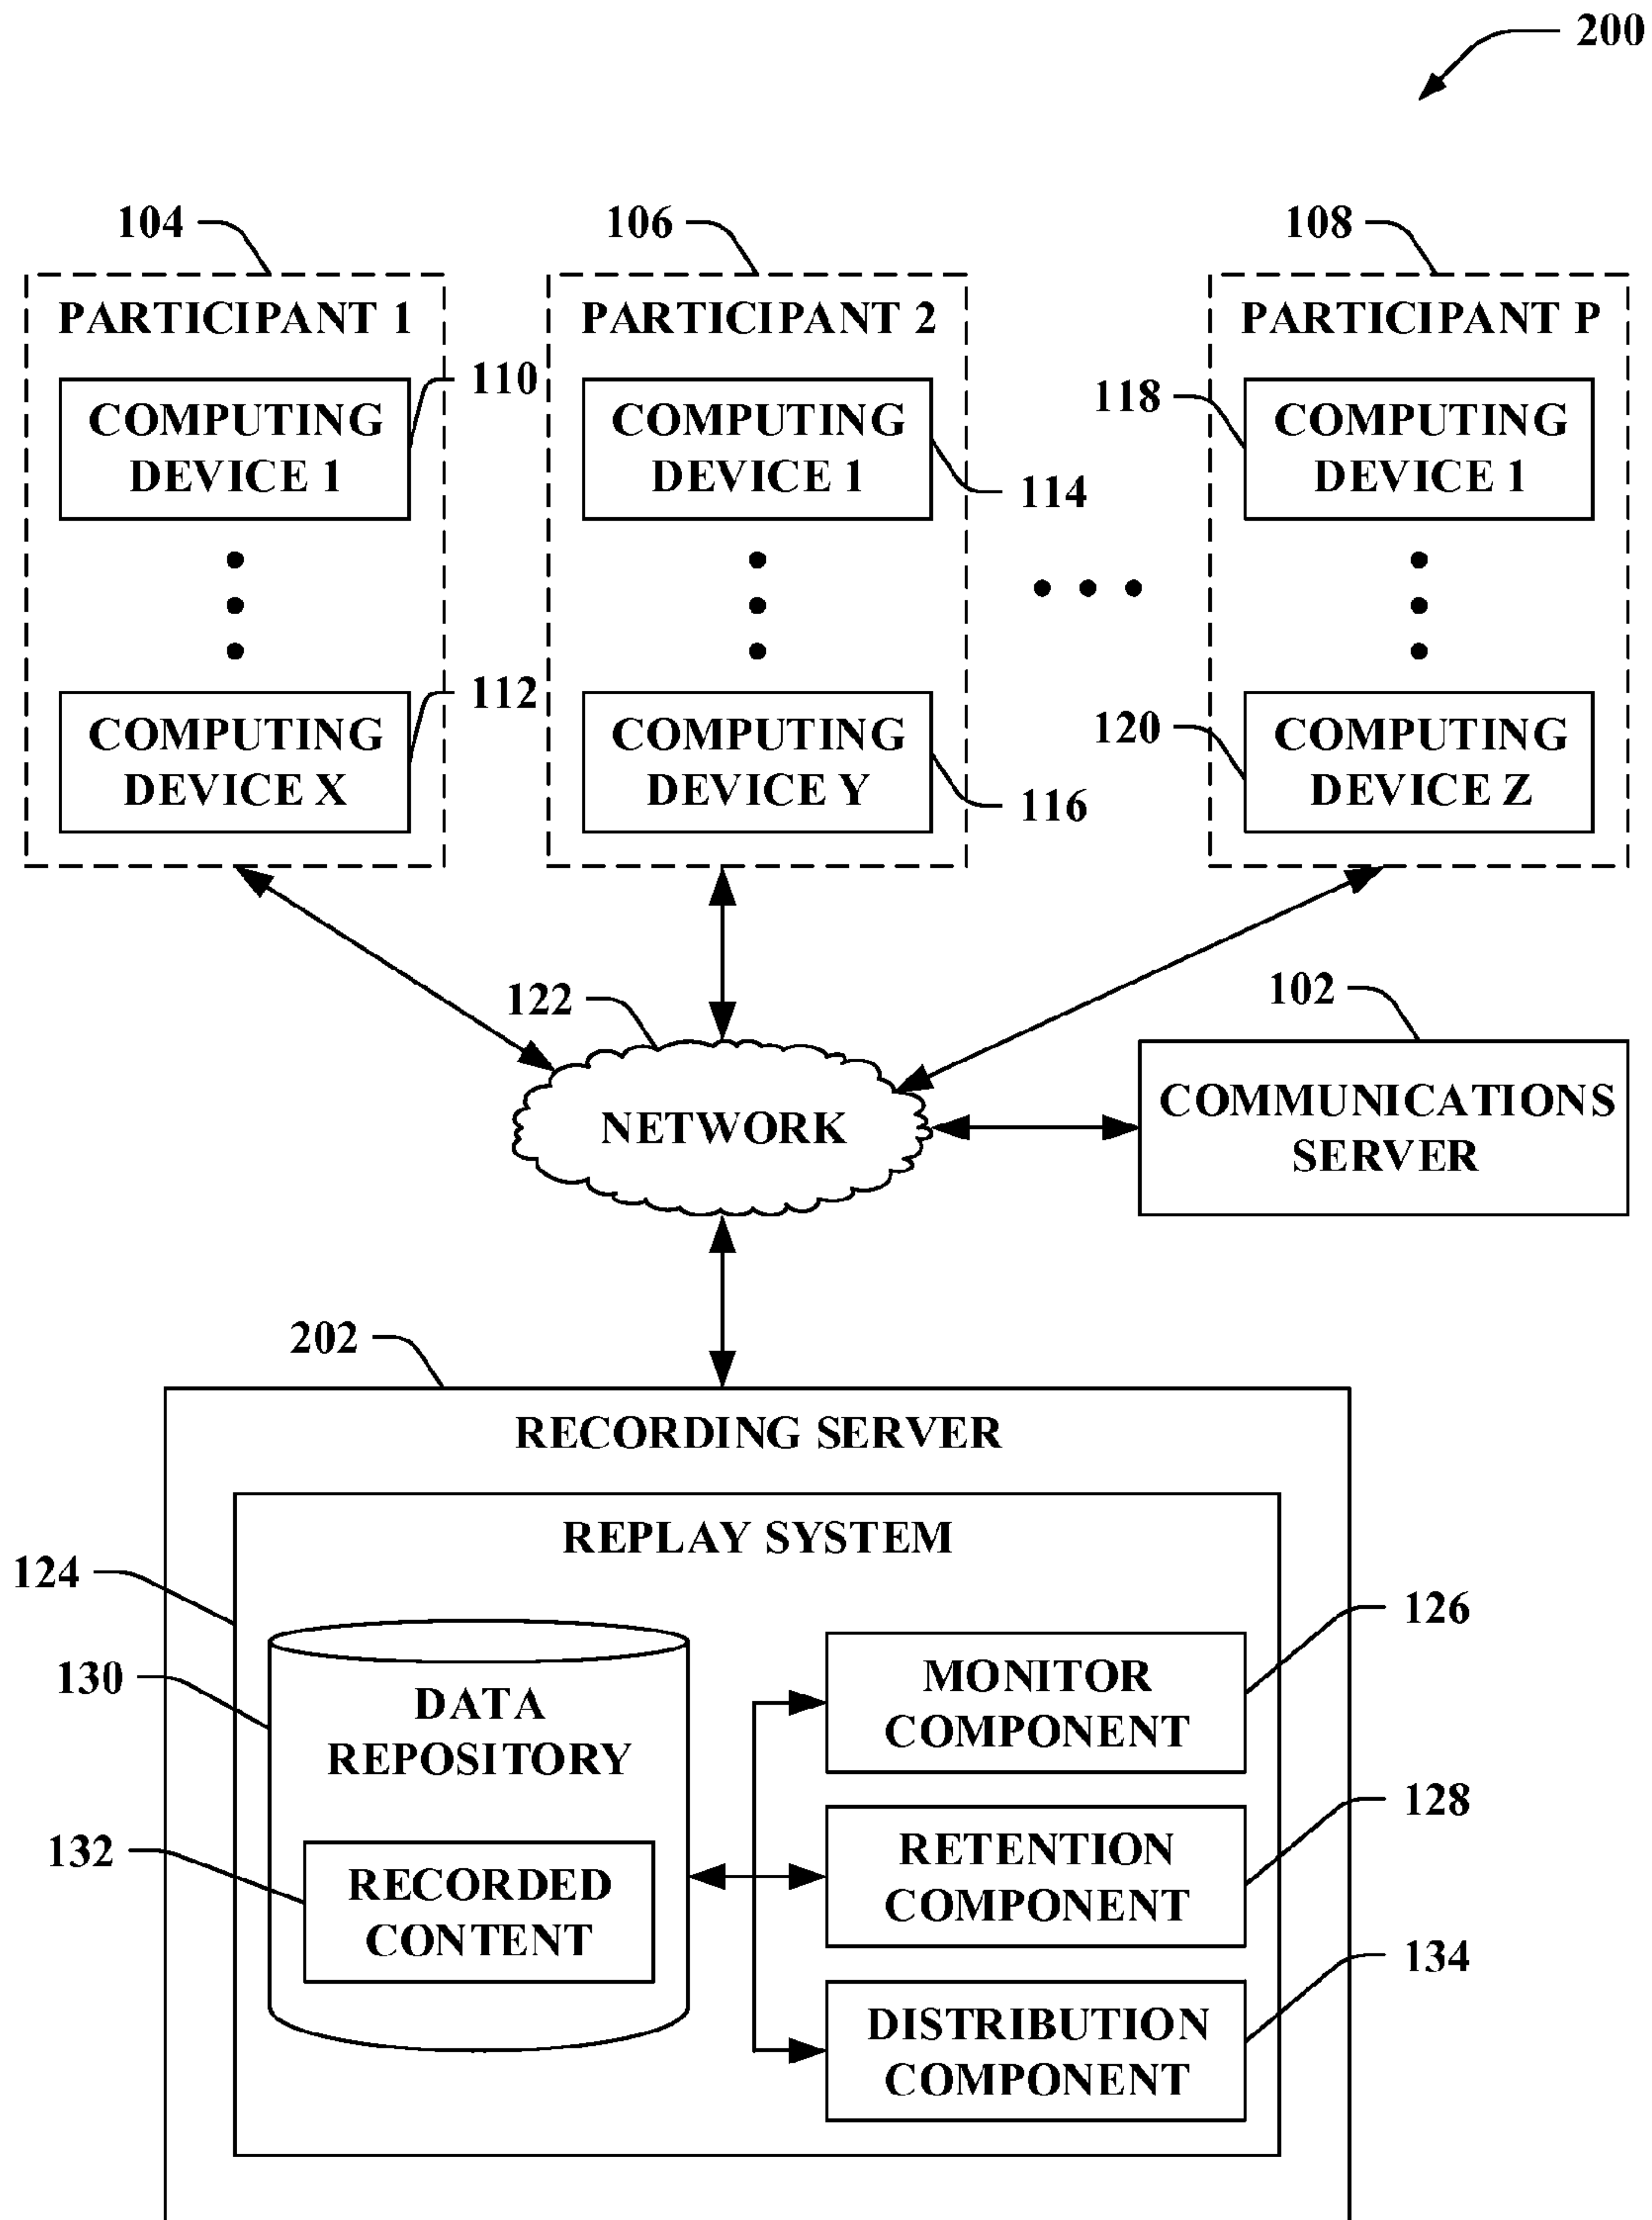 200
104
106
108
PARTICIPANT 1
PARTICIPANT 2
PARTICIPANT P
110
COMPUTING
DEVICE 1
COMPUTING
DEVICE 1
114
118
COMPUTING
DEVICE 1
112
COMPUTING
DEVICE X
COMPUTING
DEVICE Y
116
120
COMPUTING
DEVICE Z
122
102
NETWORK
COMMUNICATIONS
SERVER
202
RECORDING SERVER
REPLAY SYSTEM
124
126
130
DATA
REPOSITORY
MONITOR
COMPONENT
128
132
RECORDED
CONTENT
RETENTION
COMPONENT
134
DISTRIBUTION
COMPONENT